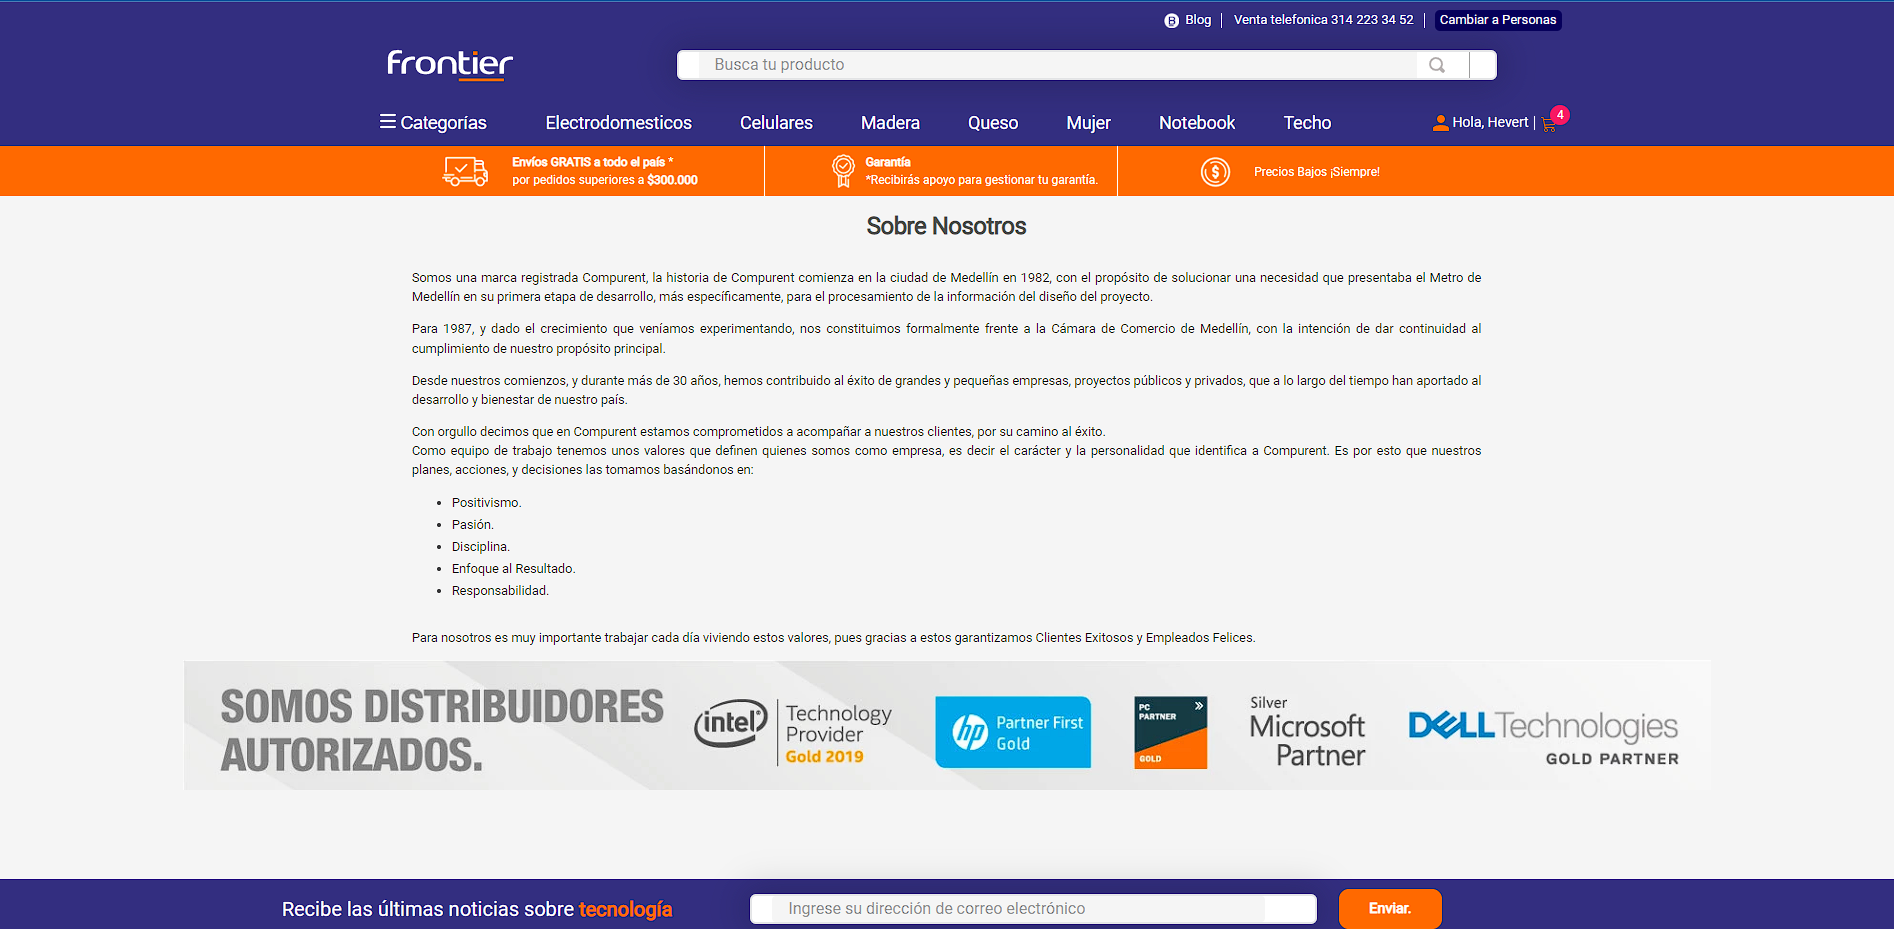 Blog | Venta telefonica 314 223 34 52 | Cambiar a Personas
frontier
Busca tu producto
Categorías Electrodomesticos Celulares Madera Queso Mujer Notebook Techo Hola, Hevert | 4
Envíos GRATIS a todo el país *
por pedidos superiores a $300.000
Garantía
*Recibirás apoyo para gestionar tu garantía.
Precios Bajos ¡Siempre!
Sobre Nosotros
Somos una marca registrada Compurent, la historia de Compurent comienza en la ciudad de Medellín en 1982, con el propósito de solucionar una necesidad que presentaba el Metro de
Medellín en su primera etapa de desarrollo, más específicamente, para el procesamiento de la información del diseño del proyecto.
Para 1987, y dado el crecimiento que veníamos experimentando, nos constituimos formalmente frente a la Cámara de Comercio de Medellín, con la intención de dar continuidad al
cumplimiento de nuestro propósito principal.
Desde nuestros comienzos, y durante más de 30 años, hemos contribuido al éxito de grandes y pequeñas empresas, proyectos públicos y privados, que a lo largo del tiempo han aportado al
desarrollo y bienestar de nuestro país.
Con orgullo decimos que en Compurent estamos comprometidos a acompañar a nuestros clientes, por su camino al éxito.
Como equipo de trabajo tenemos unos valores que definen quienes somos como empresa, es decir el carácter y la personalidad que identifica a Compurent. Es por esto que nuestros
planes, acciones, y decisiones las tomamos basándonos en:
• Positivismo.
• Pasión.
• Disciplina.
• Enfoque al Resultado.
• Responsabilidad.
Para nosotros es muy importante trabajar cada día viviendo estos valores, pues gracias a estos garantizamos Clientes Exitosos y Empleados Felices.
SOMOS DISTRIBUIDORES
AUTORIZADOS.
intel
Technology
Provider
Gold 2019
hp
Partner First
Gold
PC
PARTNER
GOLD
Silver
Microsoft
Partner
DELL Technologies
GOLD PARTNER
Recibe las últimas noticias sobre tecnología
Ingrese su dirección de correo electrónico
Enviar.